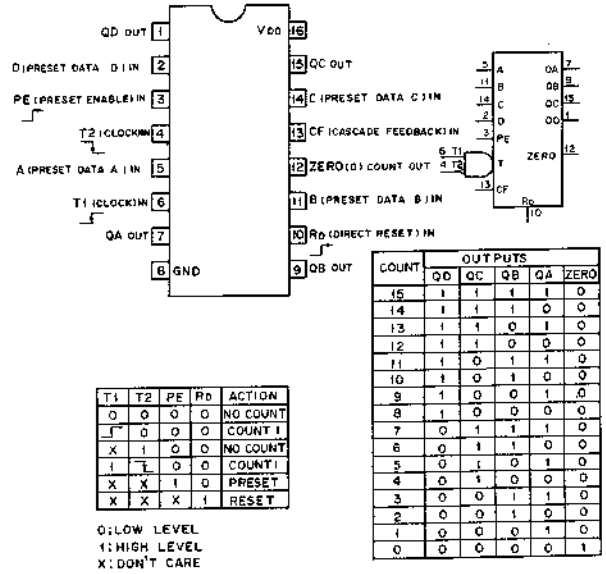 QD OUT 1
VDD 16
D(PRESET DATA D)IN 2
15 QC OUT
PE(PRESET ENABLE)IN 3
14 C(PRESET DATA C)IN
T2(CLOCK)IN 4
13 CF(CASCADE FEEDBACK)IN
A(PRESET DATA A)IN 5
12 ZERO(0) COUNT OUT
T1(CLOCK)IN 6
11 B(PRESET DATA B)IN
QA OUT 7
10 RD(DIRECT RESET)IN
8 GND
9 QB OUT
5 A QA 7
11 B QB 9
14 C QC 15
2 D QD 1
3 PE
6 T1
4 T2
T ZERO 12
13 CF
RD
10
OUTPUTS
COUNT QD QC QB QA ZERO
15 1 1 1 1 0
14 1 1 1 0 0
13 1 1 0 1 0
12 1 1 0 0 0
11 1 0 1 1 0
10 1 0 1 0 0
9 1 0 0 1 0
8 1 0 0 0 0
7 0 1 1 1 0
6 0 1 1 0 0
5 0 1 0 1 0
4 0 1 0 0 0
3 0 0 1 1 0
2 0 0 1 0 0
1 0 0 0 1 0
0 0 0 0 0 1
T1 T2 PE RD ACTION
0 0 0 0 NO COUNT
0 0 0 COUNT 1
X 1 0 0 NO COUNT
1 0 0 COUNT 1
X X 1 0 PRESET
X X X 1 RESET
0:LOW LEVEL
1:HIGH LEVEL
X:DON'T CARE